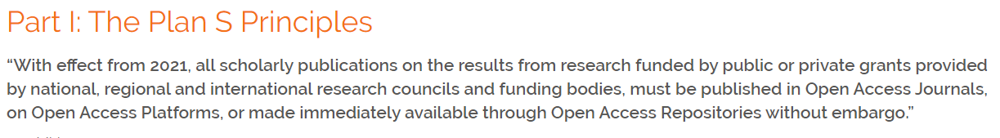 Part I: The Plan S Principles
“With effect from 2021, all scholarly publications on the results from research funded by public or private grants provided
by national, regional and international research councils and funding bodies, must be published in Open Access Journals,
on Open Access Platforms, or made immediately available through Open Access Repositories without embargo.”